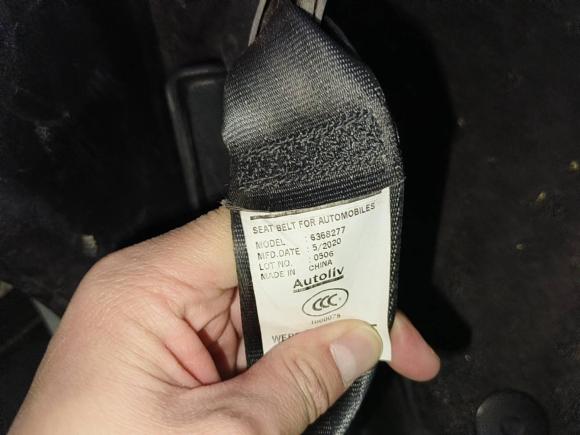 SEAT BELT FOR AUTOMOBILES
MODEL : 6368277
MFD.DATE : 5/2020
LOT NO. : 0506
MADE IN CHINA
Autoliv
CCC